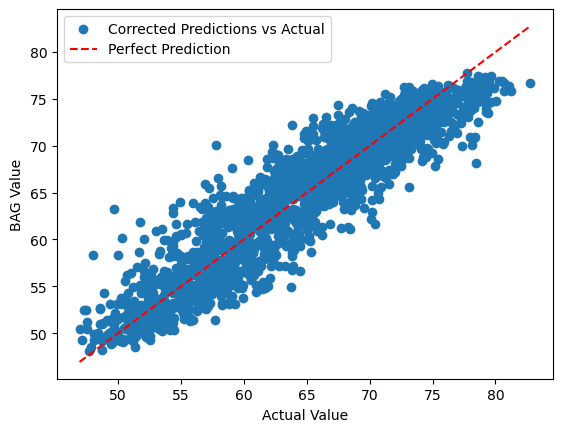 Corrected Predictions vs Actual
Perfect Prediction
80
75
70
65
60
55
50
BAG Value
50 55 60 65 70 75 80
Actual Value